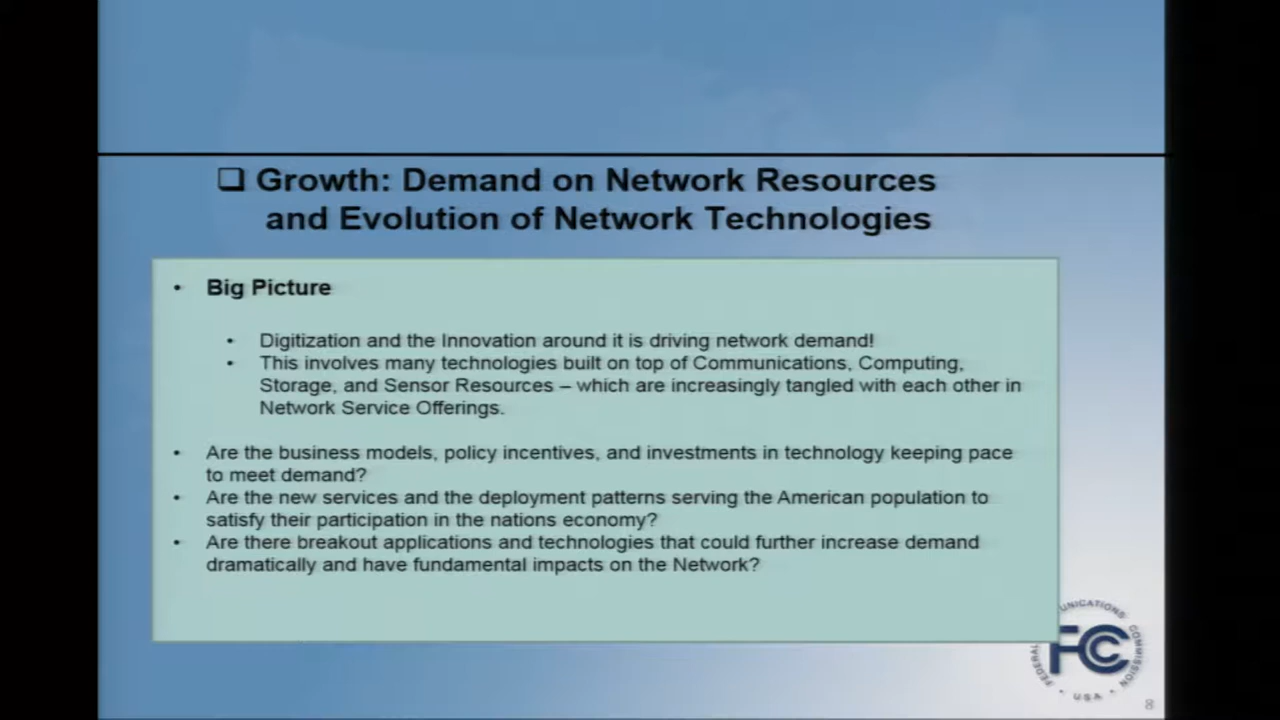 ❑ Growth: Demand on Network Resources
and Evolution of Network Technologies
• Big Picture
• Digitization and the Innovation around it is driving network demand!
• This involves many technologies built on top of Communications, Computing,
Storage, and Sensor Resources – which are increasingly tangled with each other in
Network Service Offerings.
• Are the business models, policy incentives, and investments in technology keeping pace
to meet demand?
• Are the new services and the deployment patterns serving the American population to
satisfy their participation in the nations economy?
• Are there breakout applications and technologies that could further increase demand
dramatically and have fundamental impacts on the Network?
FEDERAL UNICATIONS COMMISSION
FCC
• USA •
8